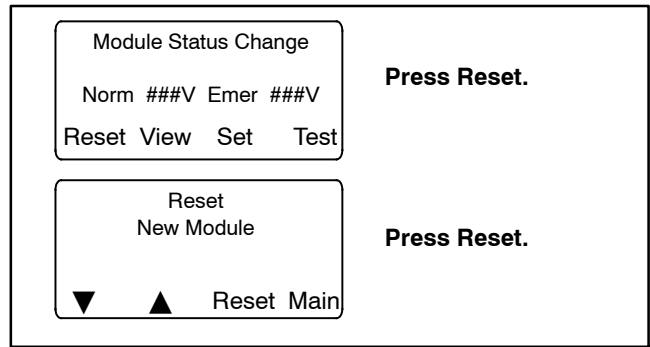 Module Status Change
Norm ###V Emer ###V
Press Reset.
Reset View Set Test
Reset
New Module
Press Reset.
▼ ▲ Reset Main